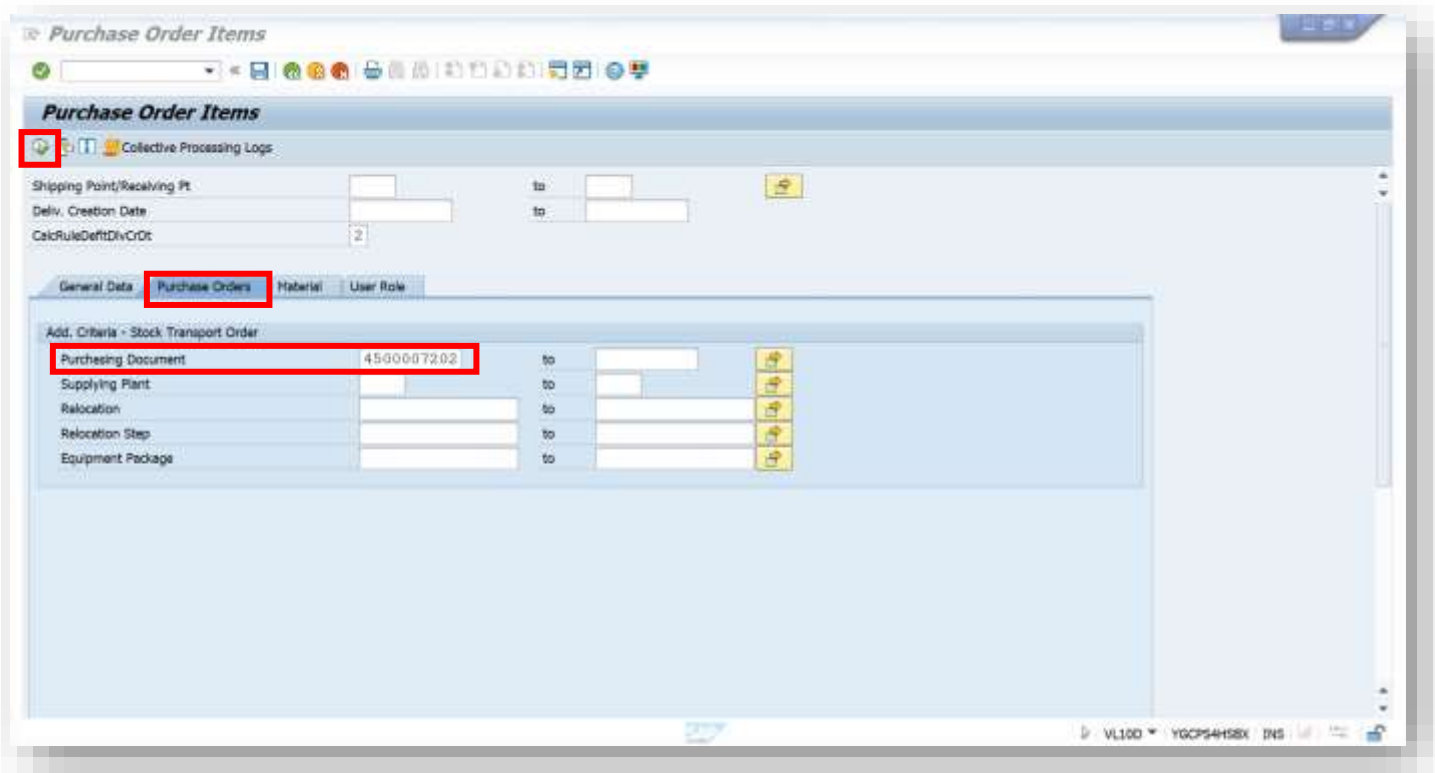 Purchase Order Items
Purchase Order Items
Collective Processing Logs
Shipping Point/Receiving Pt to
Deliv. Creation Date to
CalcRuleDefltDlvCrDt 2
General Data Purchase Orders Material User Role
Add. Criteria - Stock Transport Order
Purchasing Document 4500007202 to
Supplying Plant to
Relocation to
Relocation Step to
Equipment Package to
SAP
VL10D YGCPS4HSBX INS